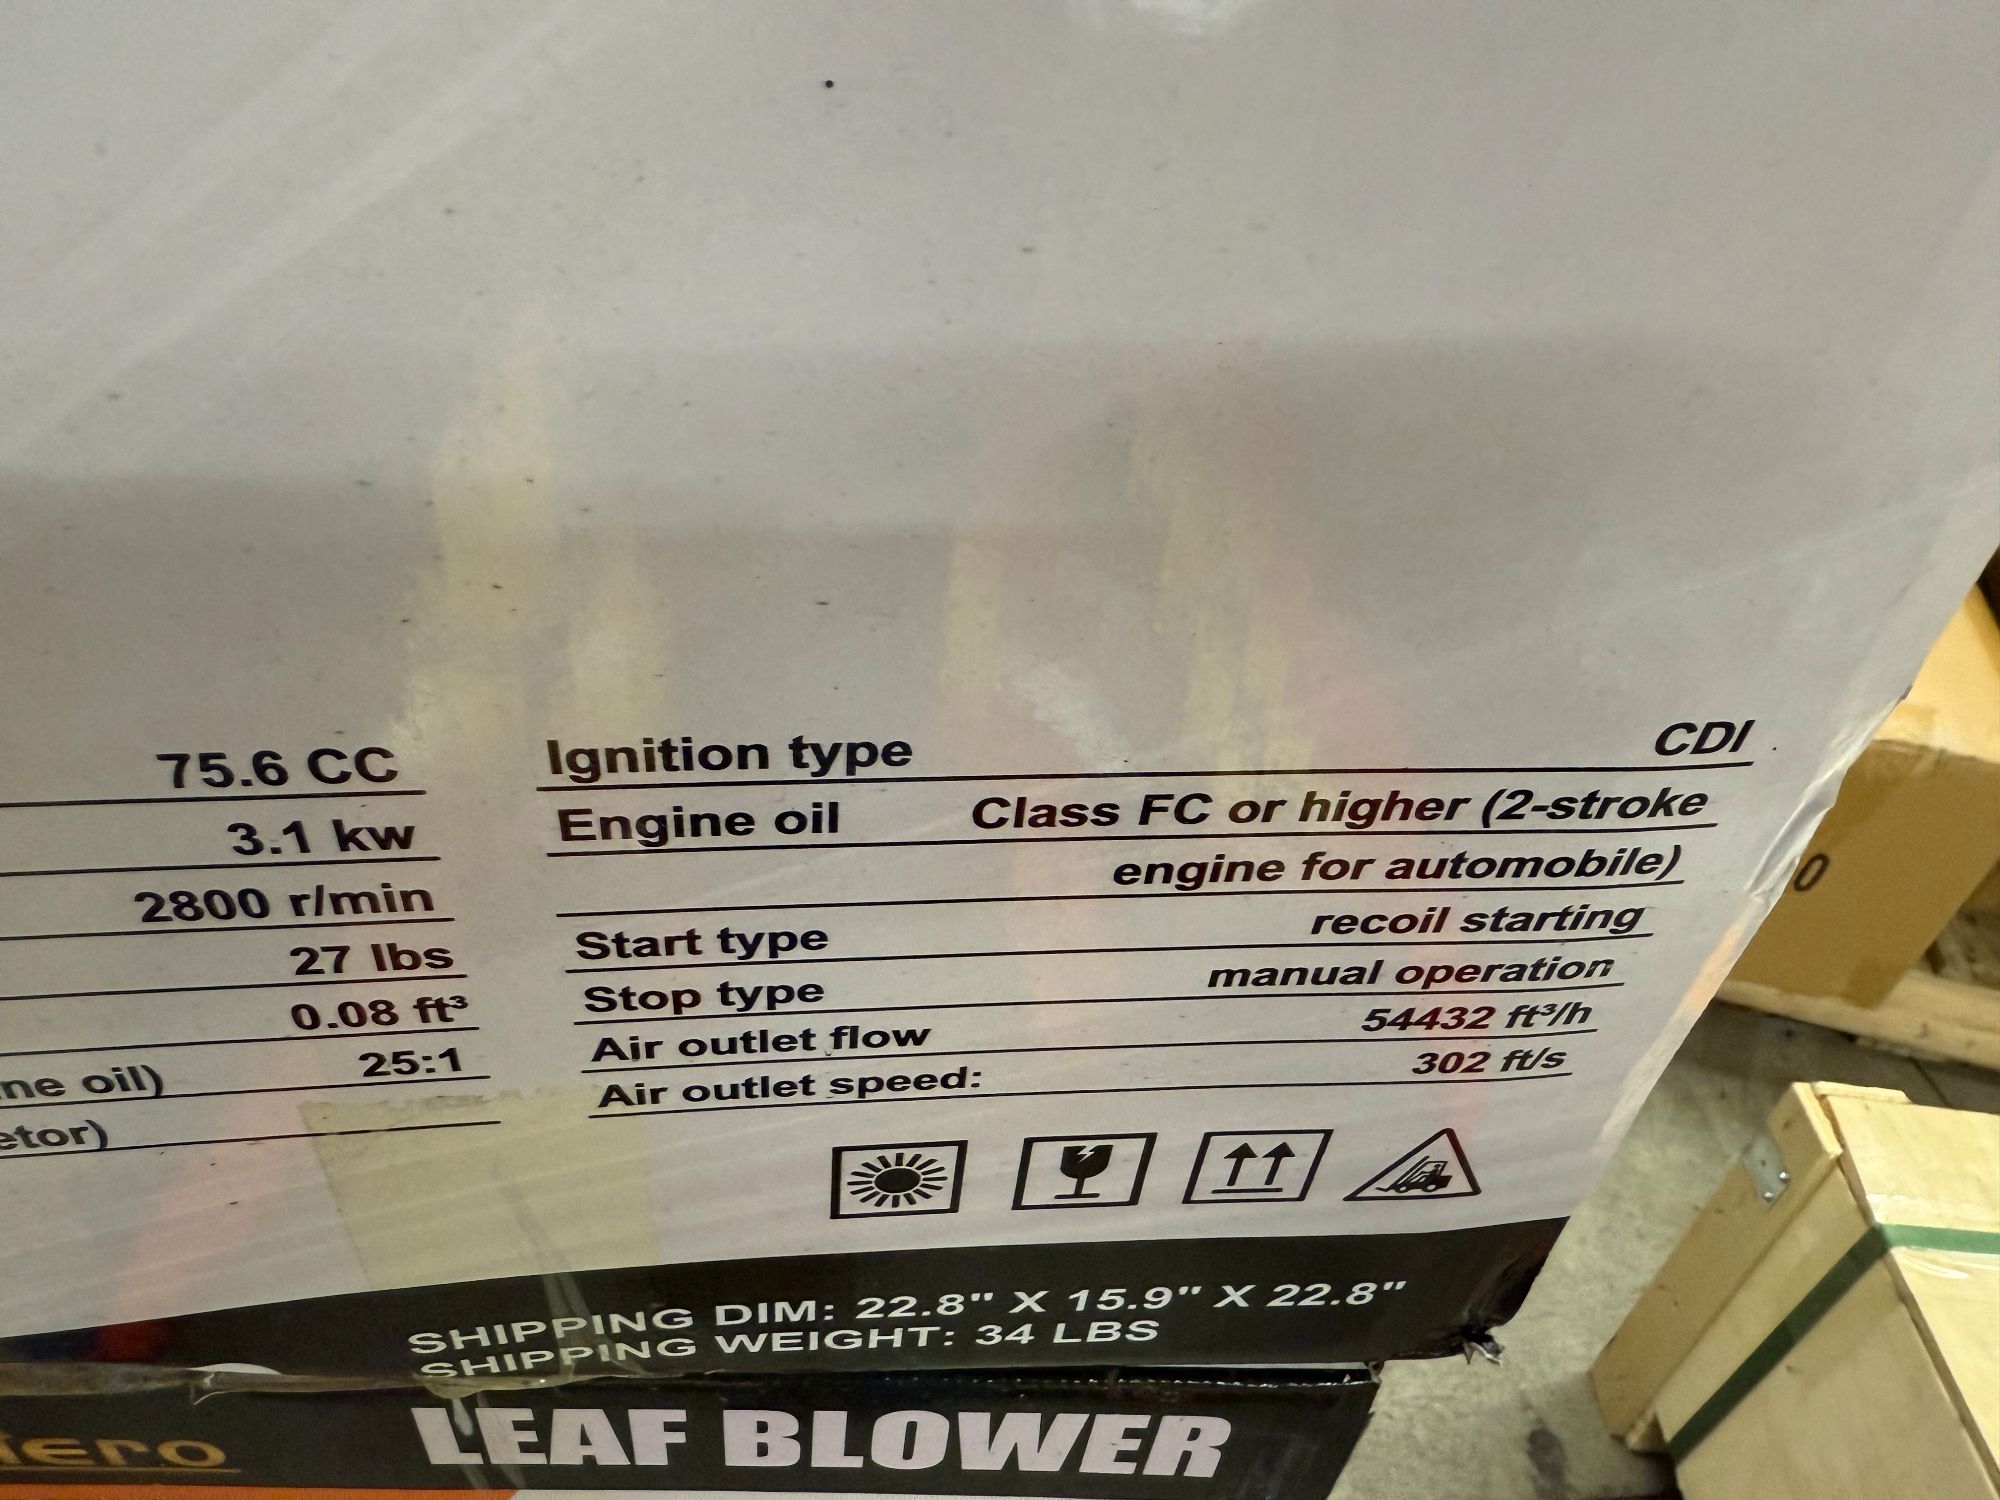 75.6 CC
3.1 kw
2800 r/min
27 lbs
0.08 ft³
ne oil) 25:1
etor)
Ignition type CDI
Engine oil Class FC or higher (2-stroke
engine for automobile)
Start type recoil starting
Stop type manual operation
Air outlet flow 54432 ft³/h
Air outlet speed: 302 ft/s
SHIPPING DIM: 22.8" X 15.9" X 22.8"
SHIPPING WEIGHT: 34 LBS
iero
LEAF BLOWER
0